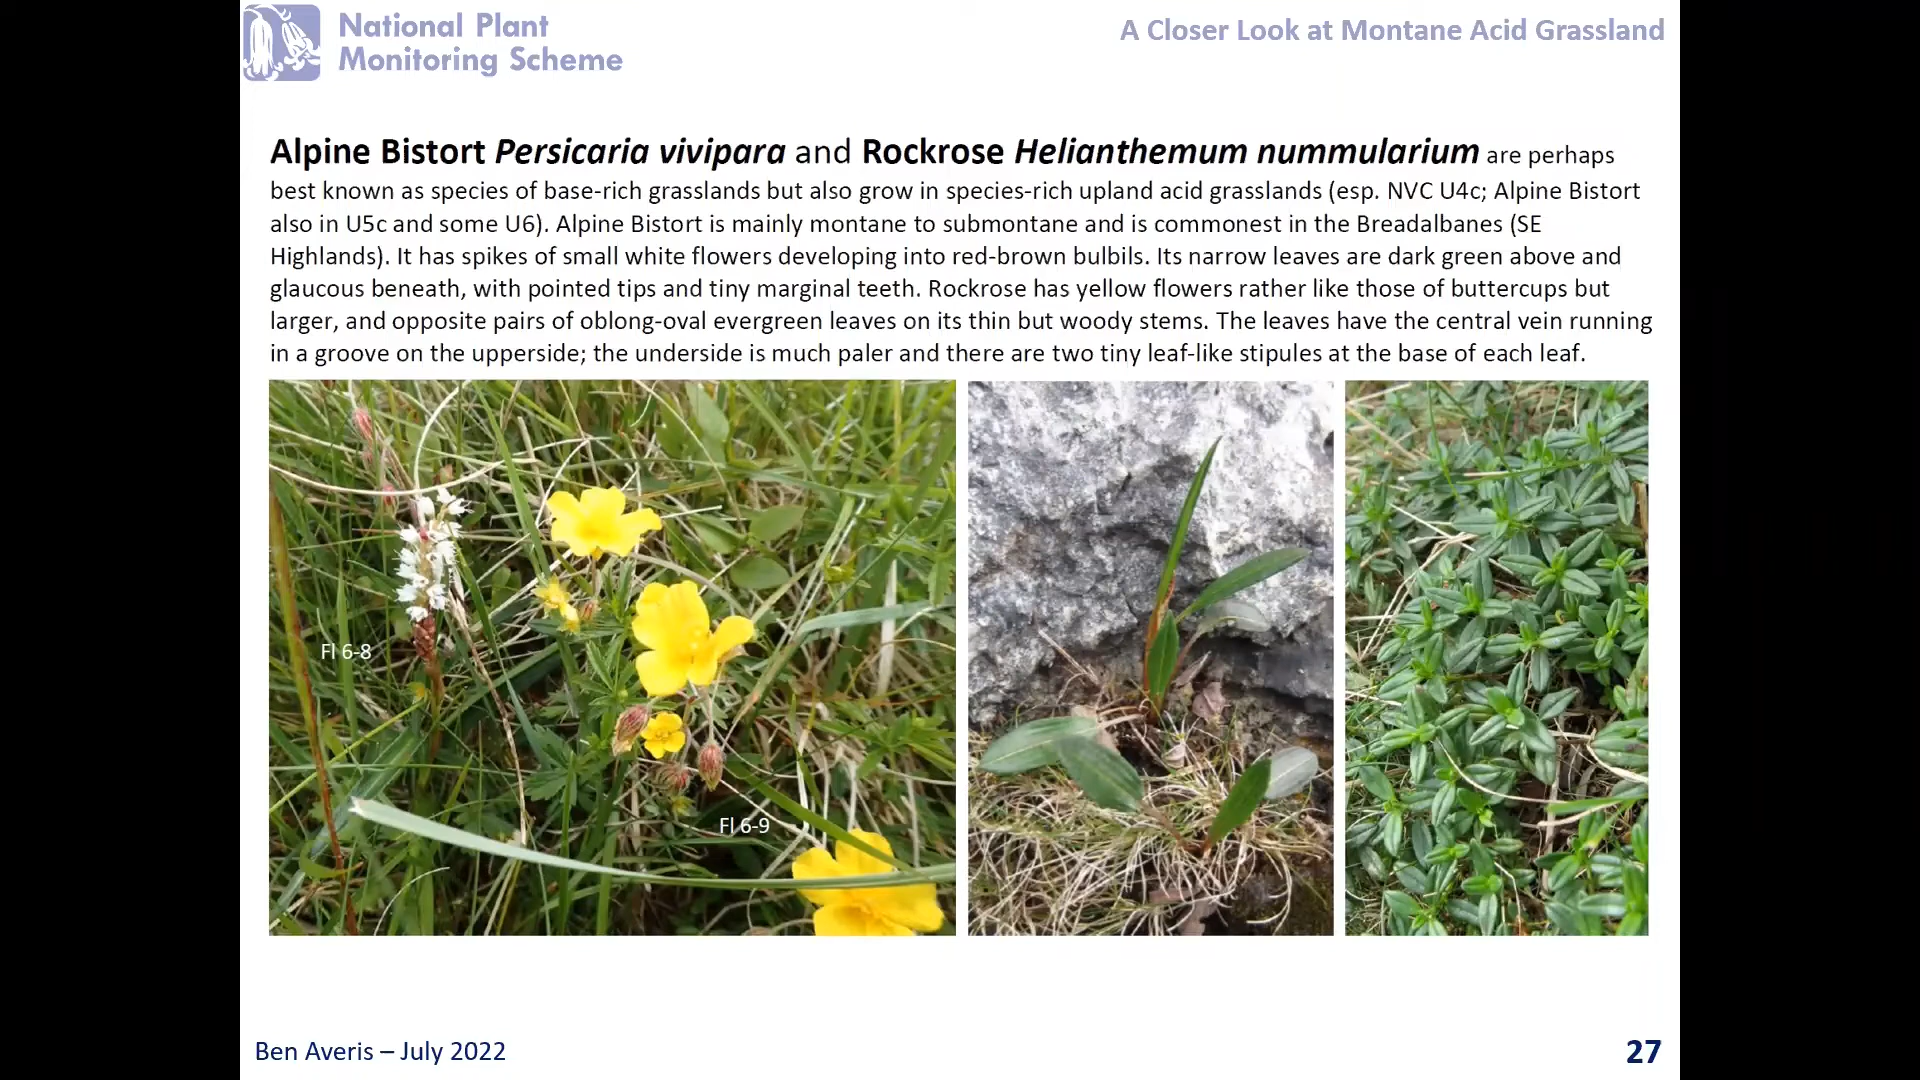 National Plant
Monitoring Scheme
A Closer Look at Montane Acid Grassland
Alpine Bistort Persicaria vivipara and Rockrose Helianthemum nummularium are perhaps
best known as species of base-rich grasslands but also grow in species-rich upland acid grasslands (esp. NVC U4c; Alpine Bistort
also in U5c and some U6). Alpine Bistort is mainly montane to submontane and is commonest in the Breadalbanes (SE
Highlands). It has spikes of small white flowers developing into red-brown bulbils. Its narrow leaves are dark green above and
glaucous beneath, with pointed tips and tiny marginal teeth. Rockrose has yellow flowers rather like those of buttercups but
larger, and opposite pairs of oblong-oval evergreen leaves on its thin but woody stems. The leaves have the central vein running
in a groove on the upperside; the underside is much paler and there are two tiny leaf-like stipules at the base of each leaf.
Fl 6-8
Fl 6-9
Ben Averis – July 2022
27